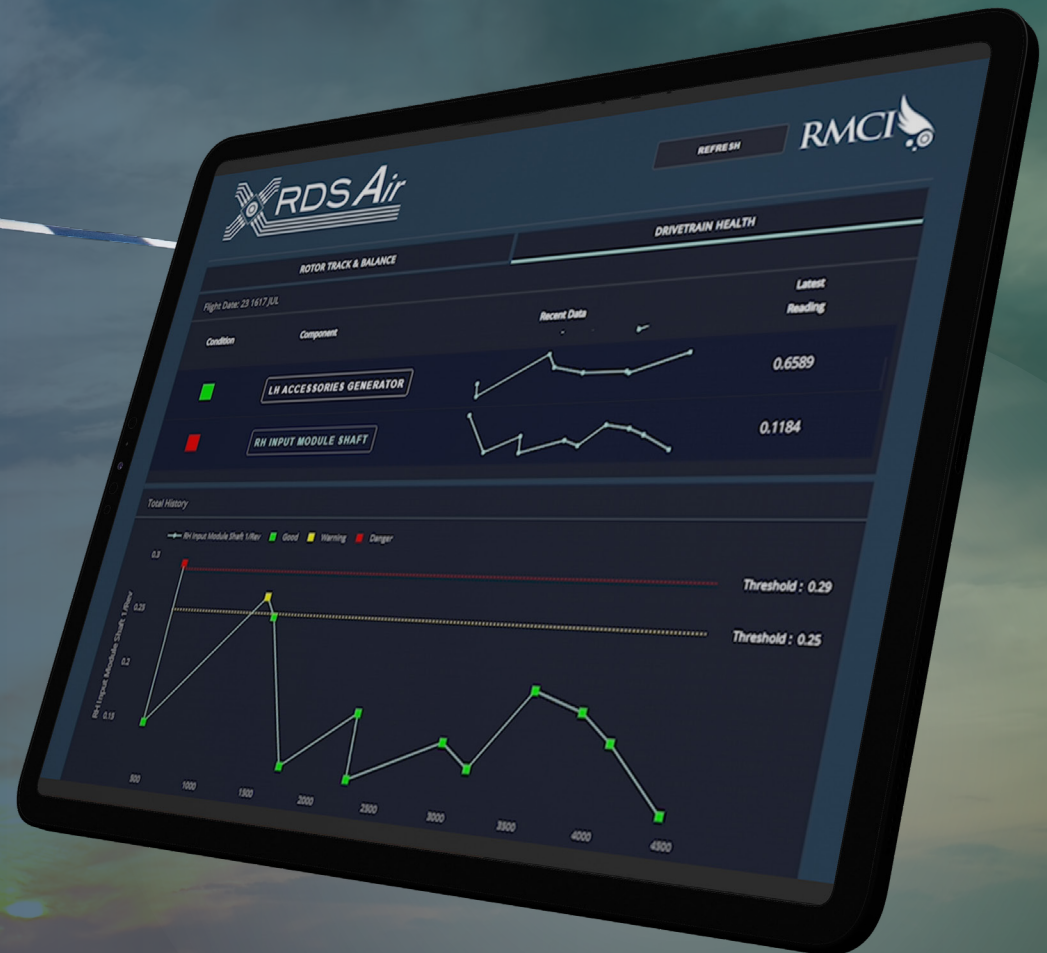 XRDS Air
REFRESH
RMCI
ROTOR TRACK & BALANCE
DRIVETRAIN HEALTH
Flight Date: 23 1617 JUL
Condition
Component
Recent Data
Latest
Reading
LH ACCESSORIES GENERATOR
0.6589
RH INPUT MODULE SHAFT
0.1184
Total History
RH Input Module Shaft 1/Rev
Good
Warning
Danger
RH Input Module Shaft 1/Rev
0.3
0.25
0.2
0.15
Threshold : 0.29
Threshold : 0.25
500
1000
1500
2000
2500
3000
3500
4000
4500